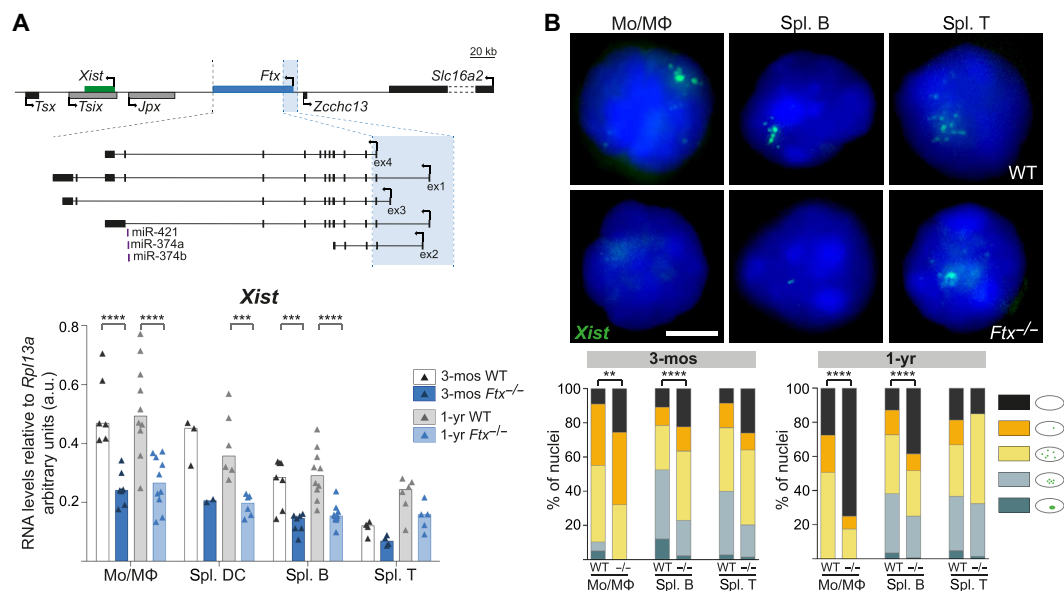 A
20 kb
Xist
Ftx
Slc16a2
Tsx
Tsix
Jpx
Zcchc13
ex4
ex1
ex3
ex2
miR-421
miR-374a
miR-374b
Xist
RNA levels relative to Rpl13a
arbitrary units (a.u.)
0.8
0.6
0.4
0.2
****
****
***
***
****
3-mos WT
3-mos Ftx–/–
1-yr WT
1-yr Ftx–/–
Mo/MΦ
Spl. DC
Spl. B
Spl. T
B
Mo/MΦ
Spl. B
Spl. T
WT
Xist
Ftx–/–
3-mos
1-yr
% of nuclei
100
80
60
40
20
**
****
WT –/–
WT –/–
WT –/–
Mo/MΦ
Spl. B
Spl. T
% of nuclei
100
80
60
40
20
****
****
WT –/–
WT –/–
WT –/–
Mo/MΦ
Spl. B
Spl. T